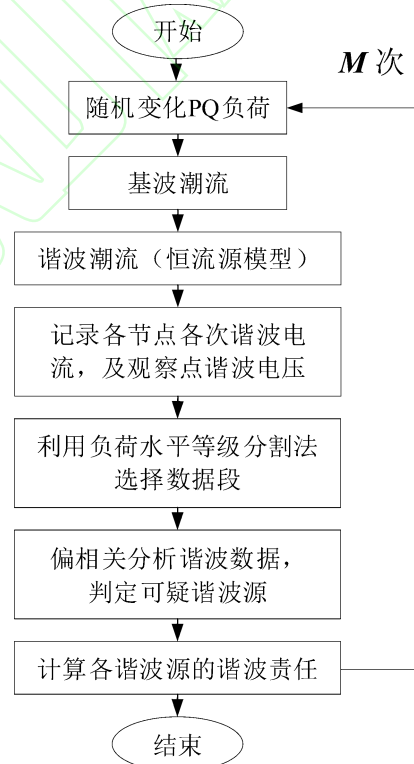 开始
M 次
随机变化PQ负荷
基波潮流
谐波潮流（恒流源模型）
记录各节点各次谐波电
流，及观察点谐波电压
利用负荷水平等级分割法
选择数据段
偏相关分析谐波数据，
判定可疑谐波源
计算各谐波源的谐波责任
结束